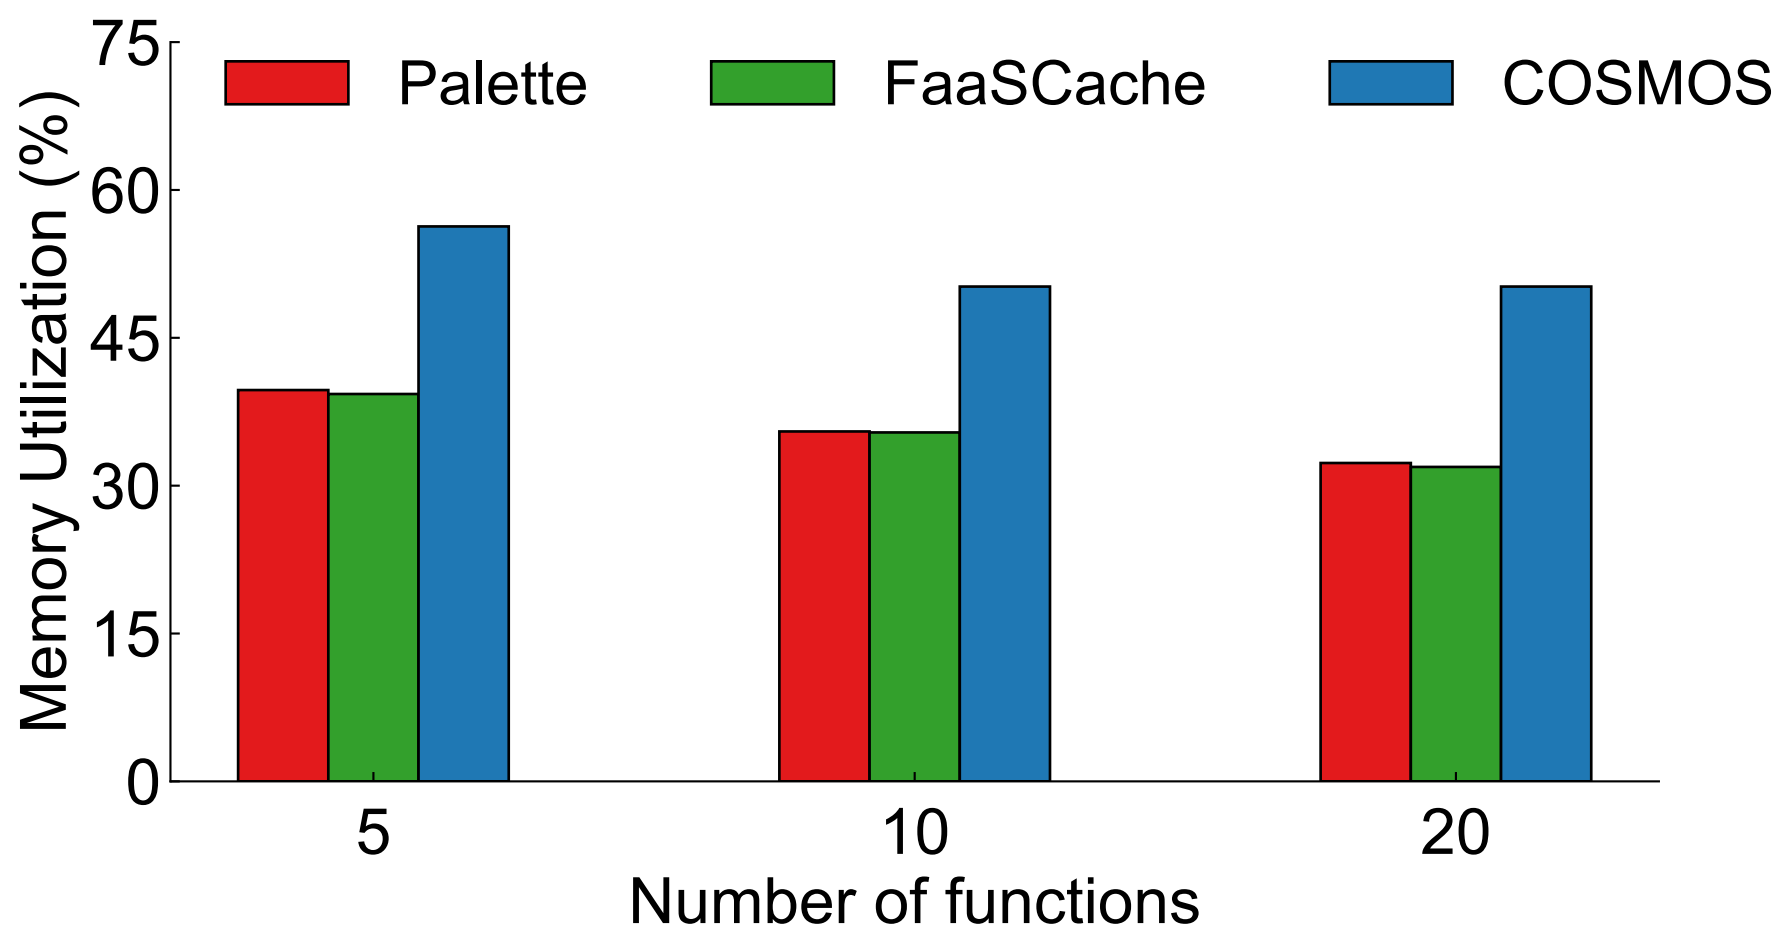 Palette FaaSCache COSMOS
Memory Utilization (%)
75
60
45
30
15
0
5 10 20
Number of functions